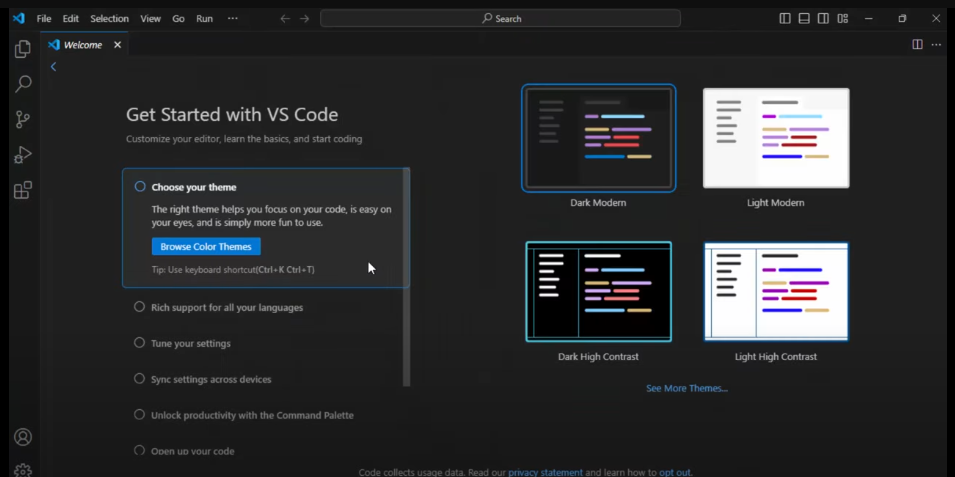 File Edit Selection View Go Run ···
Search
Welcome
Get Started with VS Code
Customize your editor, learn the basics, and start coding
Choose your theme
The right theme helps you focus on your code, is easy on
your eyes, and is simply more fun to use.
Browse Color Themes
Tip: Use keyboard shortcut(Ctrl+K Ctrl+T)
Rich support for all your languages
Tune your settings
Sync settings across devices
Unlock productivity with the Command Palette
Open up your code
Dark Modern
Light Modern
Dark High Contrast
Light High Contrast
See More Themes...
Code collects usage data. Read our privacy statement and learn how to opt out.